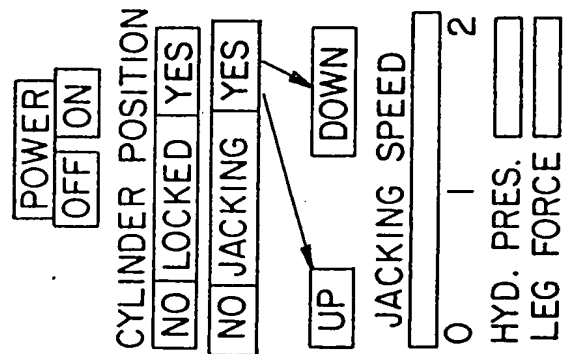 POWER
OFF ON
CYLINDER POSITION
NO LOCKED YES
NO JACKING YES
UP DOWN
JACKING SPEED
0 1 2
HYD. PRES.
LEG FORCE